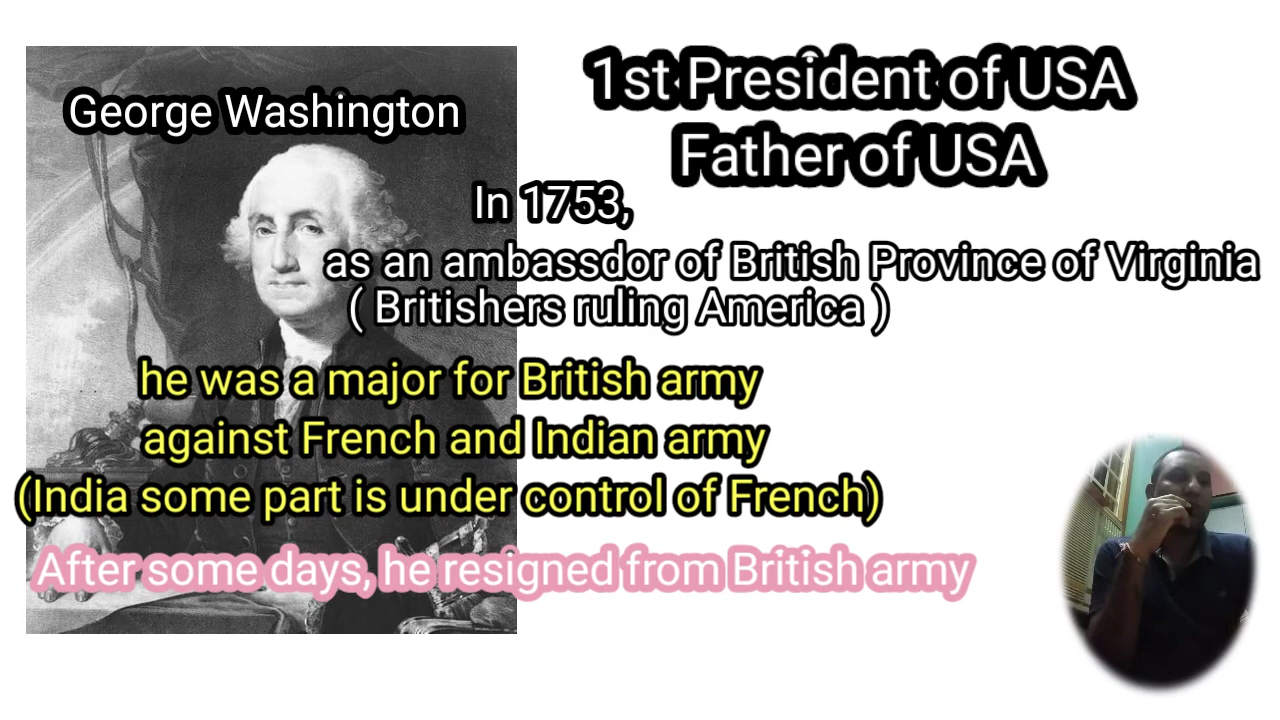 George Washington
1st President of USA
Father of USA
In 1753,
as an ambassdor of British Province of Virginia
( Britishers ruling America )
he was a major for British army
against French and Indian army
(India some part is under control of French)
After some days, he resigned from British army